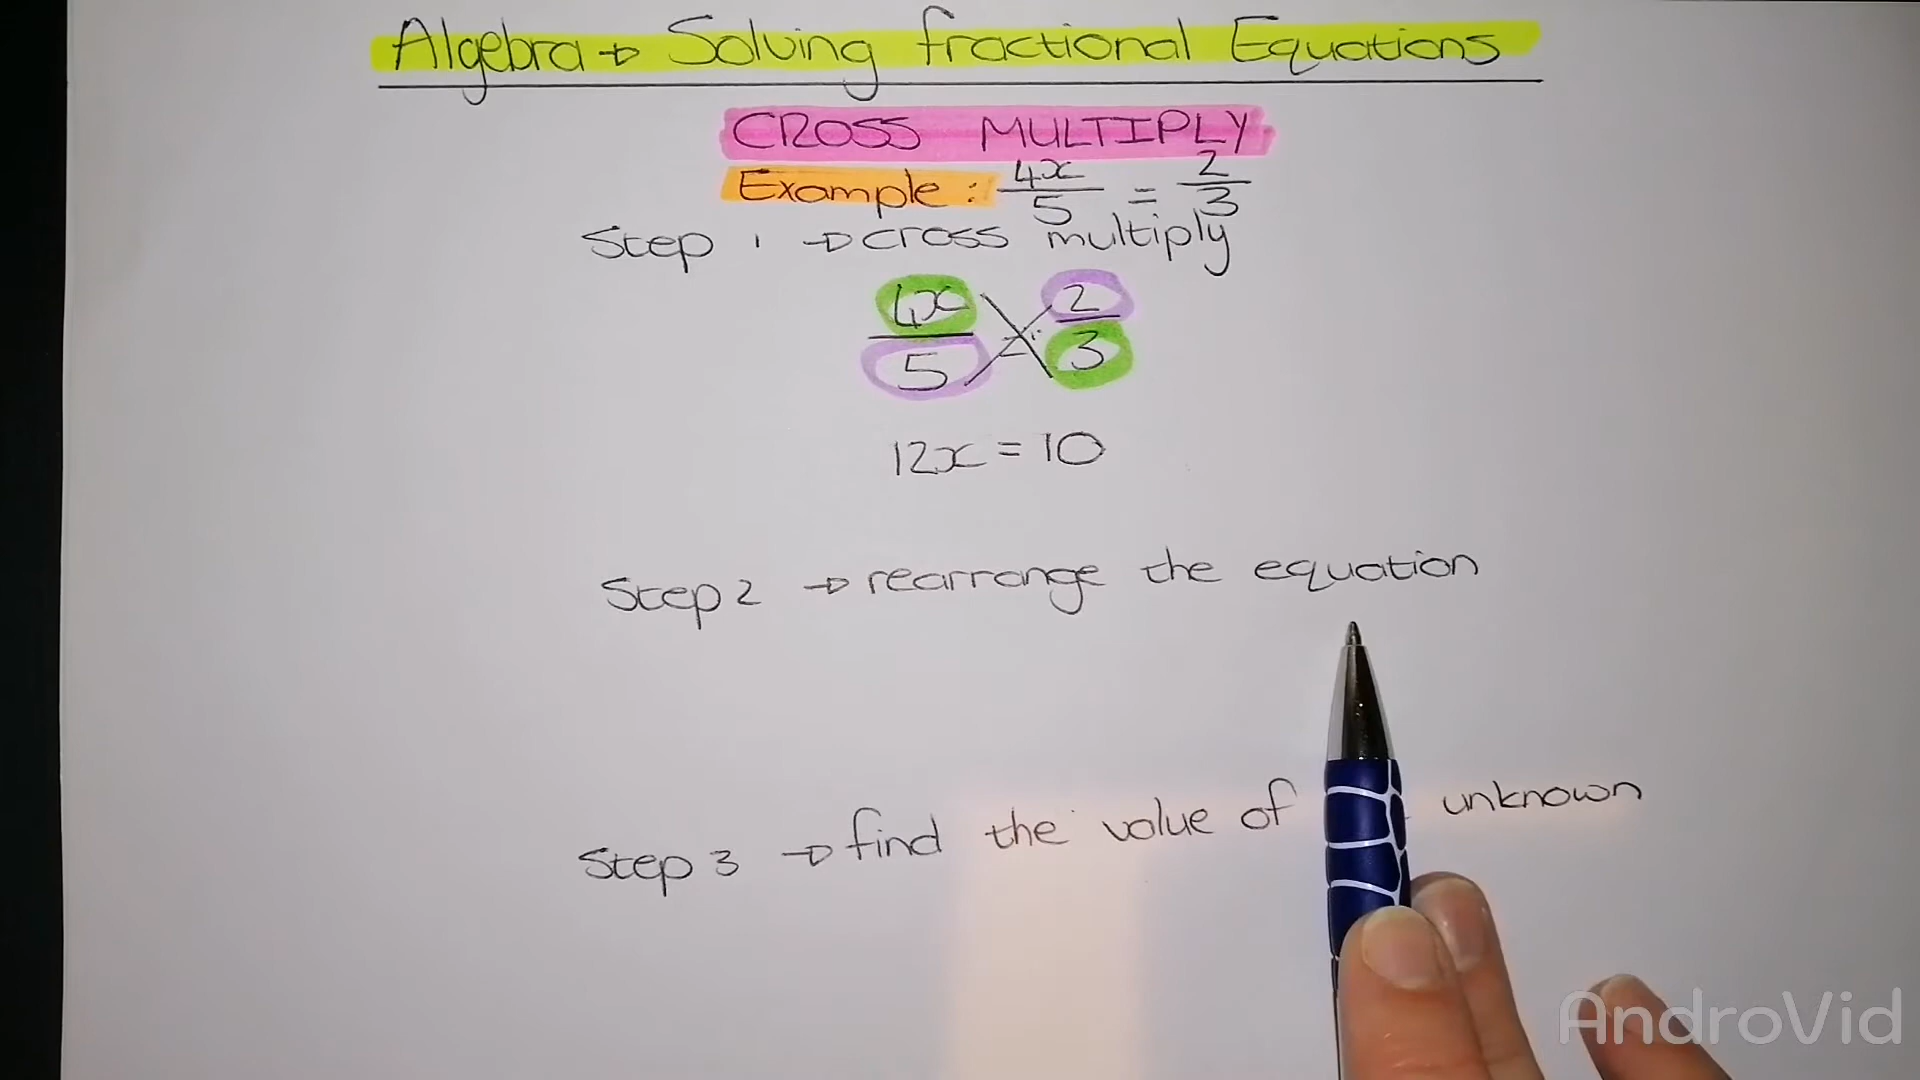 Algebra → Solving fractional Equations
CROSS MULTIPLY
Example: 4x/5 = 2/3
Step 1 → cross multiply
4x/5 = 2/3
12x = 10
Step 2 → rearrange the equation
Step 3 → find the value of unknown
AndroVid